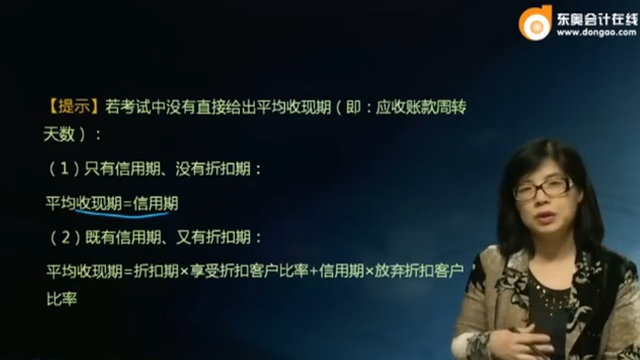 东奥会计在线
www.dongao.com
【提示】若考试中没有直接给出平均收现期（即：应收账款周转
天数）：
（1）只有信用期、没有折扣期：
平均收现期=信用期
（2）既有信用期、又有折扣期：
平均收现期=折扣期×享受折扣客户比率+信用期×放弃折扣客户
比率